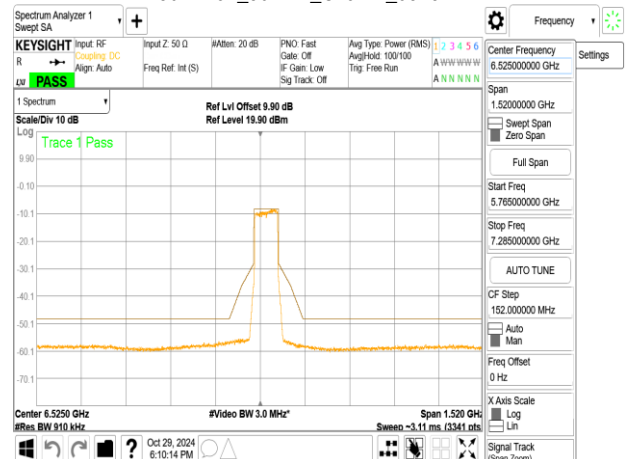 Spectrum Analyzer 1
Swept SA
Frequency
KEYSIGHT
R
LXI
PASS
Input: RF
Coupling: DC
Align: Auto
Input Z: 50 Ω
Freq Ref: Int (S)
#Atten: 20 dB
PNO: Fast
Gate: Off
IF Gain: Low
Sig Track: Off
Avg Type: Power (RMS)
Avg|Hold: 100/100
Trig: Free Run
1 2 3 4 5 6
A W W W W W
A N N N N N
Center Frequency
6.525000000 GHz
Settings
Span
1.52000000 GHz
Swept Span
Zero Span
Full Span
Start Freq
5.765000000 GHz
Stop Freq
7.285000000 GHz
AUTO TUNE
CF Step
152.000000 MHz
Auto
Man
Freq Offset
0 Hz
X Axis Scale
Log
Lin
Signal Track
(Span Zoom)
1 Spectrum
Scale/Div 10 dB
Ref Lvl Offset 9.90 dB
Ref Level 19.90 dBm
Log
Trace 1 Pass
9.90
-0.10
-10.1
-20.1
-30.1
-40.1
-50.1
-60.1
-70.1
Center 6.5250 GHz
#Video BW 3.0 MHz*
Span 1.520 GHz
#Res BW 910 kHz
Sweep ~3.11 ms (3341 pts
?
Oct 29, 2024
6:10:14 PM